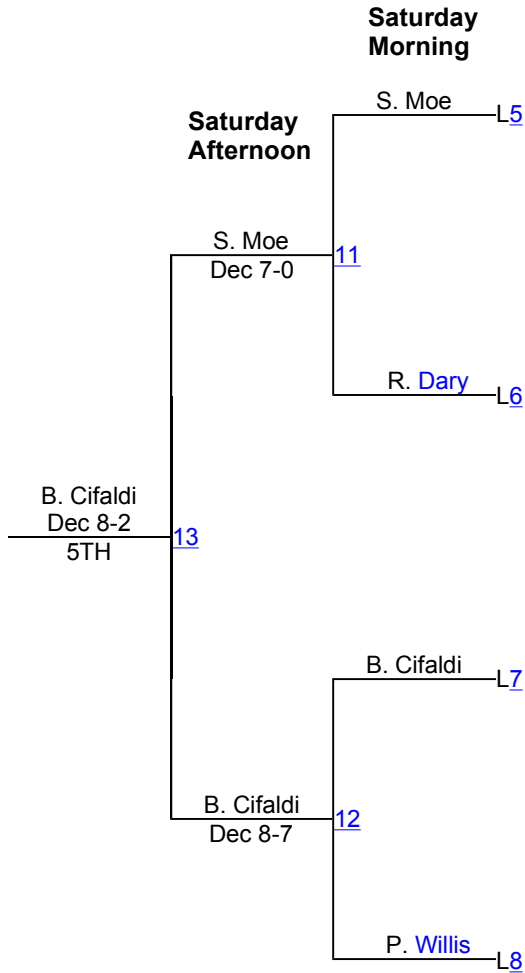 Saturday
Morning
S. Moe
L5
Saturday
Afternoon
S. Moe
Dec 7-0
11
R. Dary
L6
B. Cifaldi
Dec 8-2
5TH
13
B. Cifaldi
L7
B. Cifaldi
Dec 8-7
12
P. Willis
L8